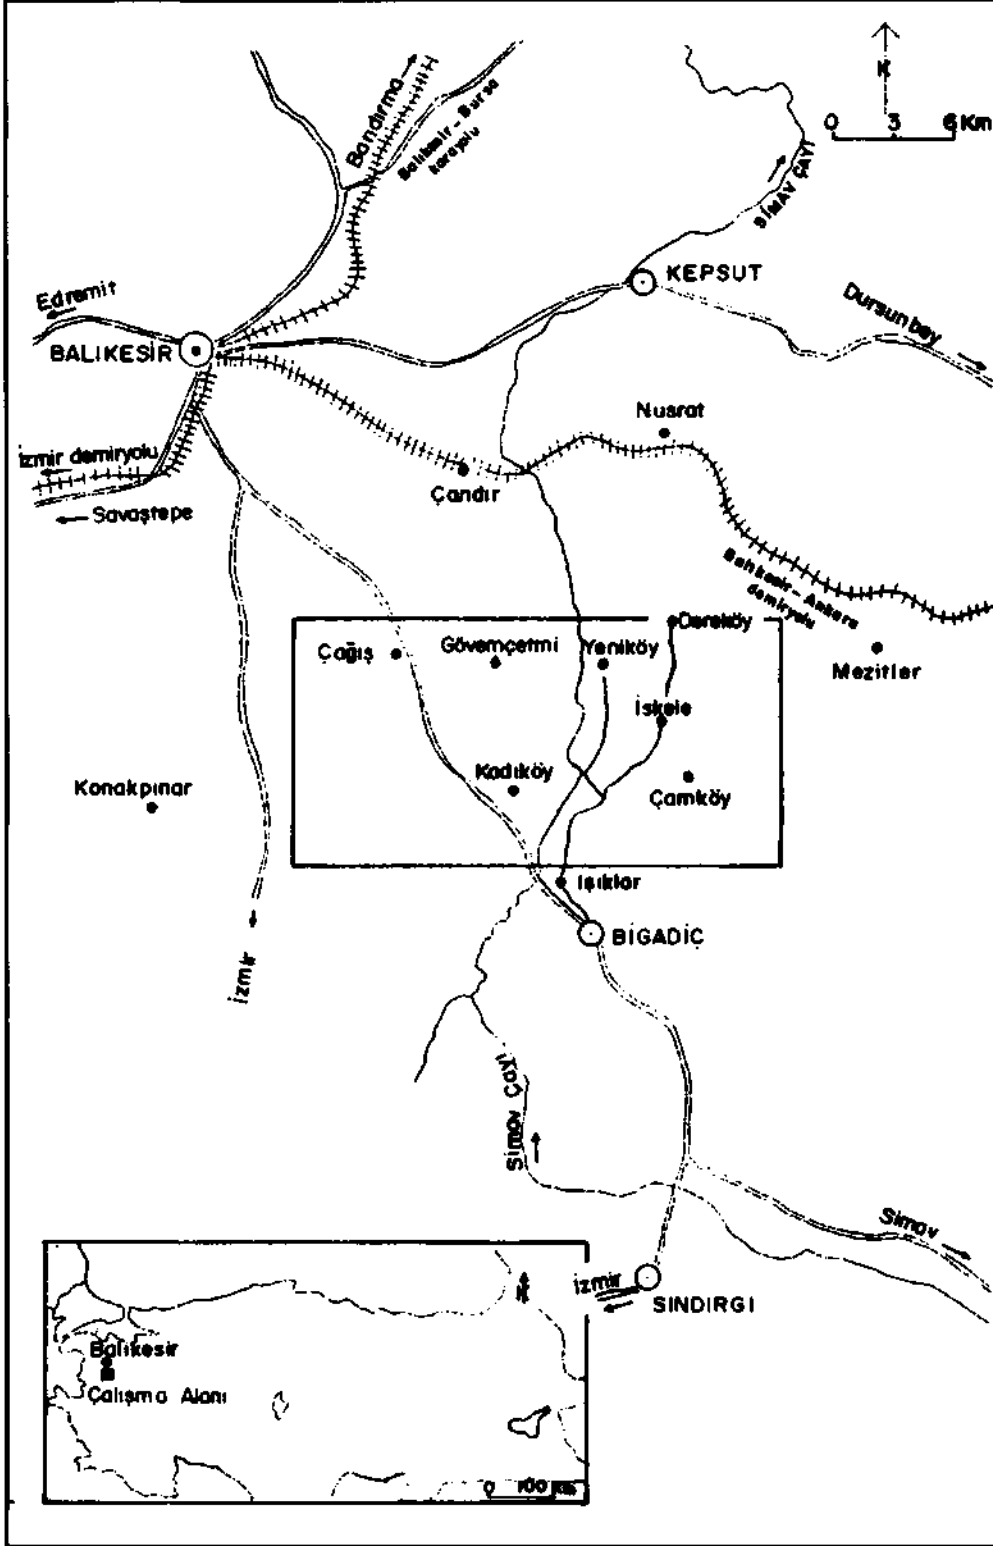 K
0 3 6 Km
Bandırma
Balıkesir - Bursa
karayolu
SİMAV ÇAYI
KEPSUT
Edremit
Dursunbey
BALIKESİR
Nusrat
İzmir demiryolu
Çandır
Savaştepe
Balıkesir - Ankara
demiryolu
Dereköy
Çağış
Gövemçetmi
Yeniköy
Mezitler
İskele
Konakpınar
Kadıköy
Çamköy
Işıklar
BİGADİÇ
İzmir
Simav Çayı
Simav
İzmir
SINDIRGI
K
Balıkesir
Çalışma Alanı
0 100 Km